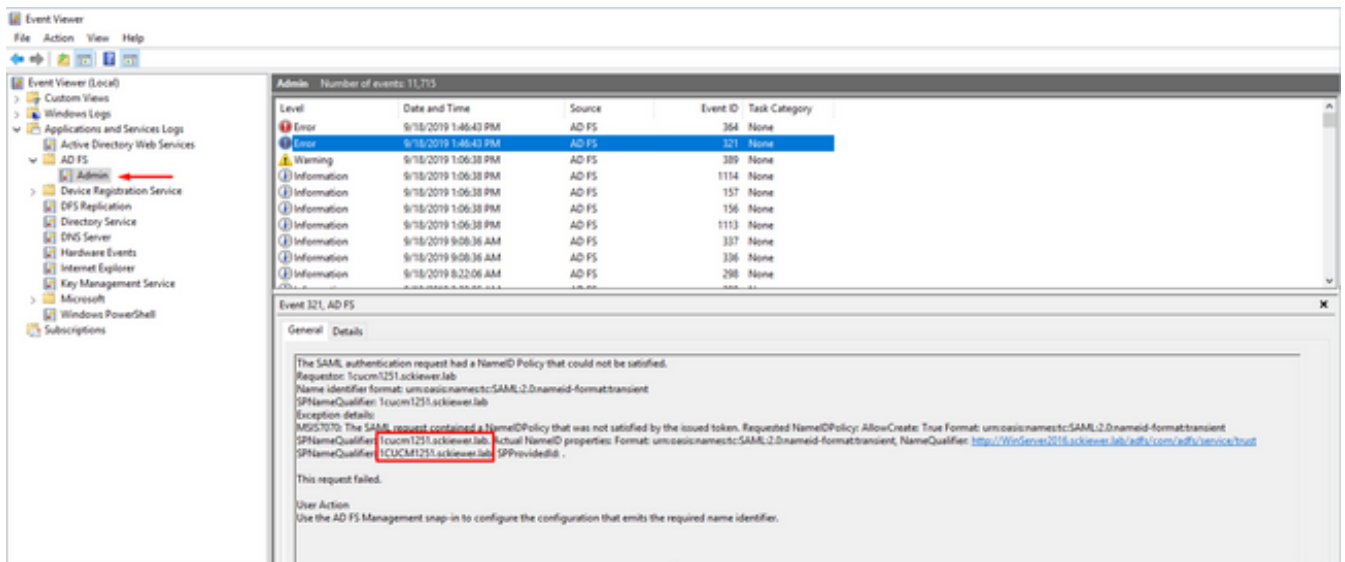 Event Viewer
File Action View Help
Event Viewer (Local)
Custom Views
Windows Logs
Applications and Services Logs
Active Directory Web Services
AD FS
Admin
Device Registration Service
DFS Replication
Directory Service
DNS Server
Hardware Events
Internet Explorer
Key Management Service
Microsoft
Windows PowerShell
Subscriptions
Admin Number of events: 11,715
Level Date and Time Source Event ID Task Category
Error 9/18/2019 1:46:43 PM AD FS 364 None
Error 9/18/2019 1:46:43 PM AD FS 321 None
Warning 9/18/2019 1:06:38 PM AD FS 389 None
Information 9/18/2019 1:06:38 PM AD FS 1114 None
Information 9/18/2019 1:06:38 PM AD FS 157 None
Information 9/18/2019 1:06:38 PM AD FS 156 None
Information 9/18/2019 1:06:38 PM AD FS 1113 None
Information 9/18/2019 9:08:36 AM AD FS 337 None
Information 9/18/2019 9:08:36 AM AD FS 336 None
Information 9/18/2019 8:22:06 AM AD FS 298 None
Event 321, AD FS
General Details
The SAML authentication request had a NameID Policy that could not be satisfied.
Requestor: 1cucm1251.sckiewer.lab
Name identifier format: urn:oasis:names:tc:SAML:2.0:nameid-format:transient
SPNameQualifier: 1cucm1251.sckiewer.lab
Exception details:
MSIS7070: The SAML request contained a NameIDPolicy that was not satisfied by the issued token. Requested NameIDPolicy: AllowCreate: True Format: urn:oasis:names:tc:SAML:2.0:nameid-format:transient
SPNameQualifier: 1cucm1251.sckiewer.lab. Actual NameID properties: Format: urn:oasis:names:tc:SAML:2.0:nameid-format:transient, NameQualifier: http://WinServer2016.sckiewer.lab/adfs/com/adfs/service/trust
SPNameQualifier: 1CUCM1251.sckiewer.lab, SPProvidedId: .
This request failed.
User Action
Use the AD FS Management snap-in to configure the configuration that emits the required name identifier.